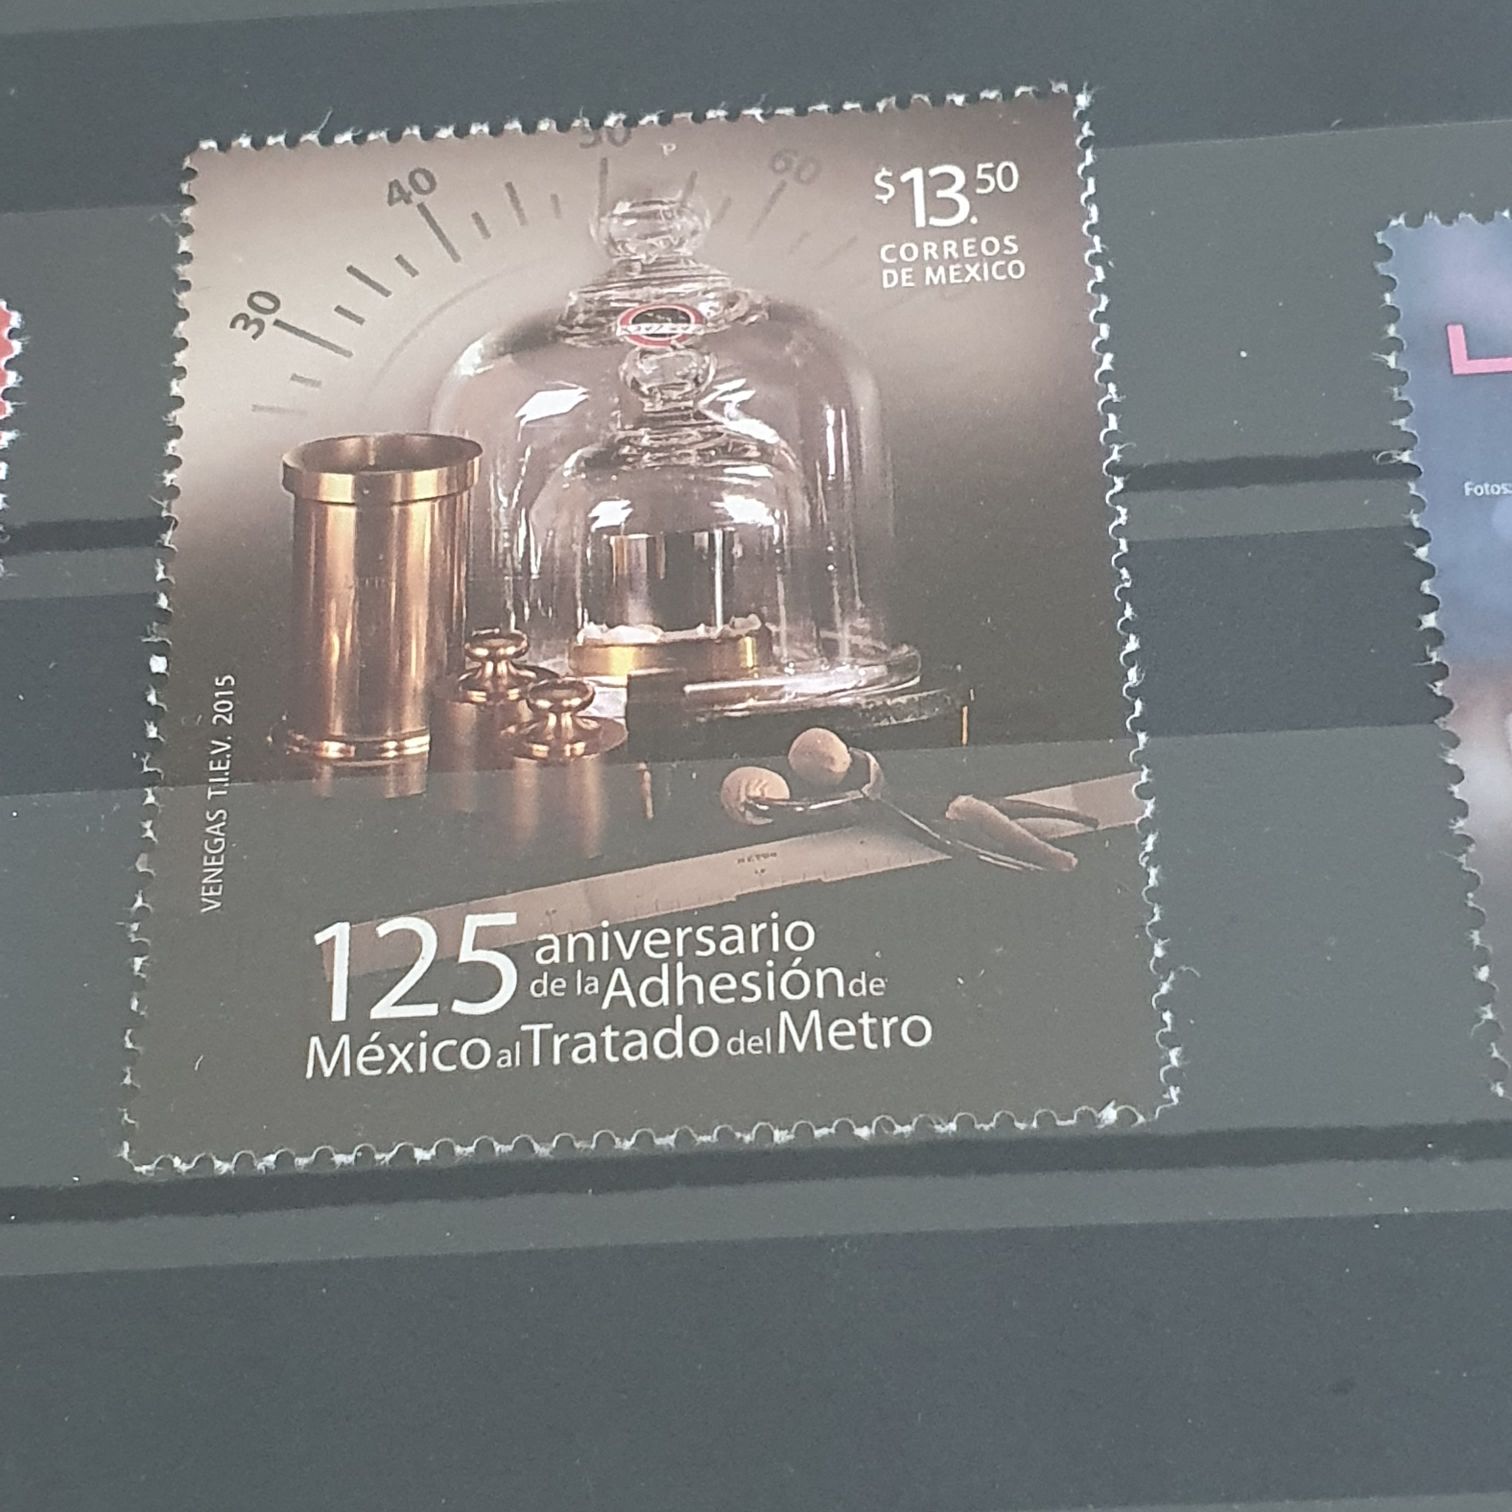 30
40
50
60
$13.50
CORREOS
DE MEXICO
VENEGAS T.I.E.V. 2015
125 aniversario
de la Adhesión de
México al Tratado del Metro
Fotos: